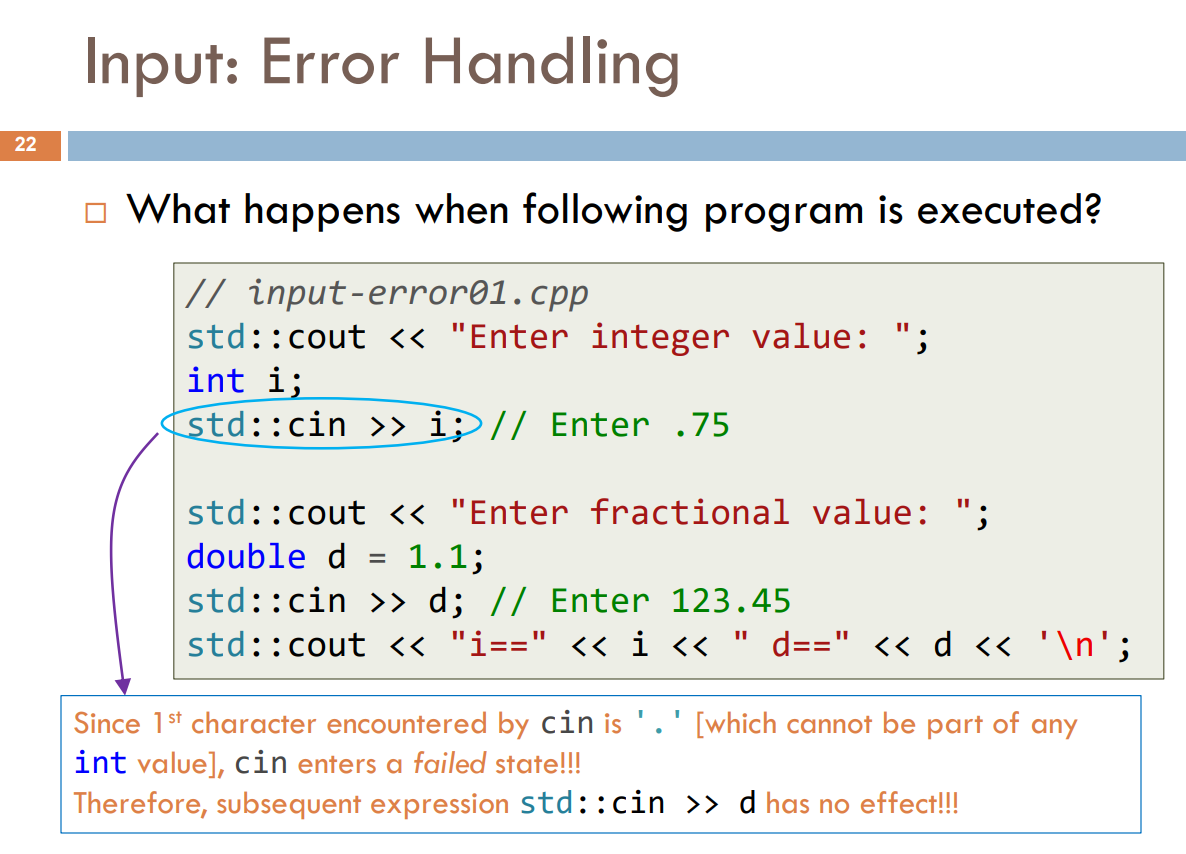 Input: Error Handling
22
What happens when following program is executed?
// input-error01.cpp
std::cout << "Enter integer value: ";
int i;
std::cin >> i; // Enter .75
std::cout << "Enter fractional value: ";
double d = 1.1;
std::cin >> d; // Enter 123.45
std::cout << "i==" << i << " d==" << d << '\n';
Since 1st character encountered by cin is '.' [which cannot be part of any
int value], cin enters a failed state!!!
Therefore, subsequent expression std::cin >> d has no effect!!!